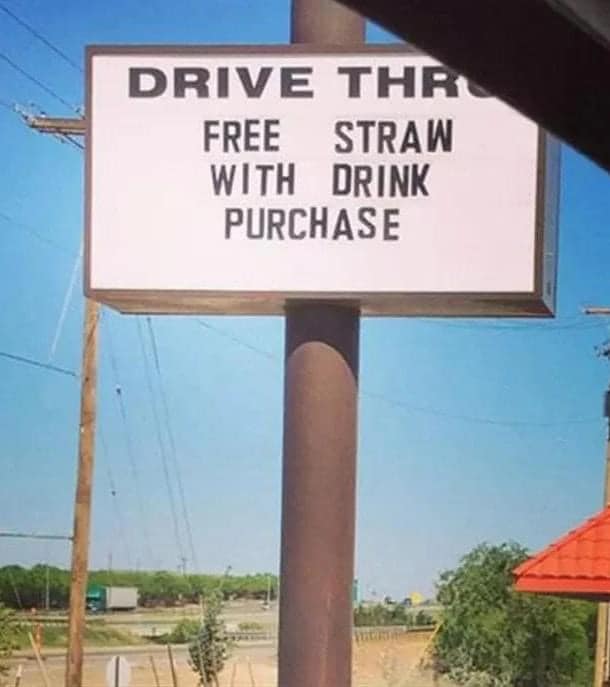 DRIVE THR
FREE STRAW
WITH DRINK
PURCHASE